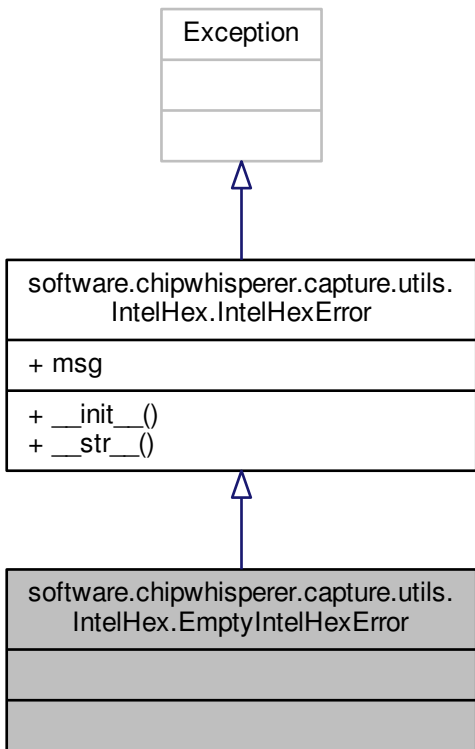 Exception
software.chipwhisperer.capture.utils.
IntelHex.IntelHexError
+ msg
+ __init__()
+ __str__()
software.chipwhisperer.capture.utils.
IntelHex.EmptyIntelHexError